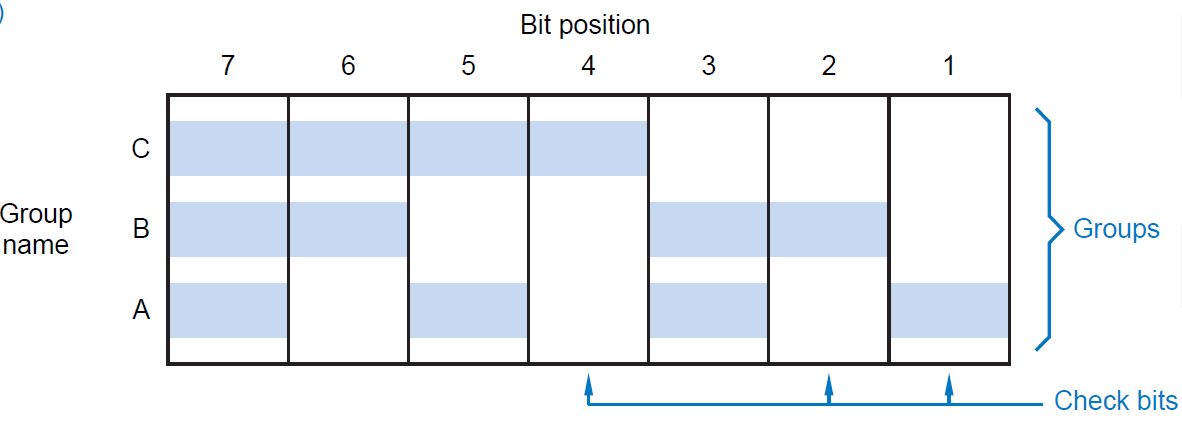 )
Bit position
7 6 5 4 3 2 1
C
Group
name
B
Groups
A
Check bits